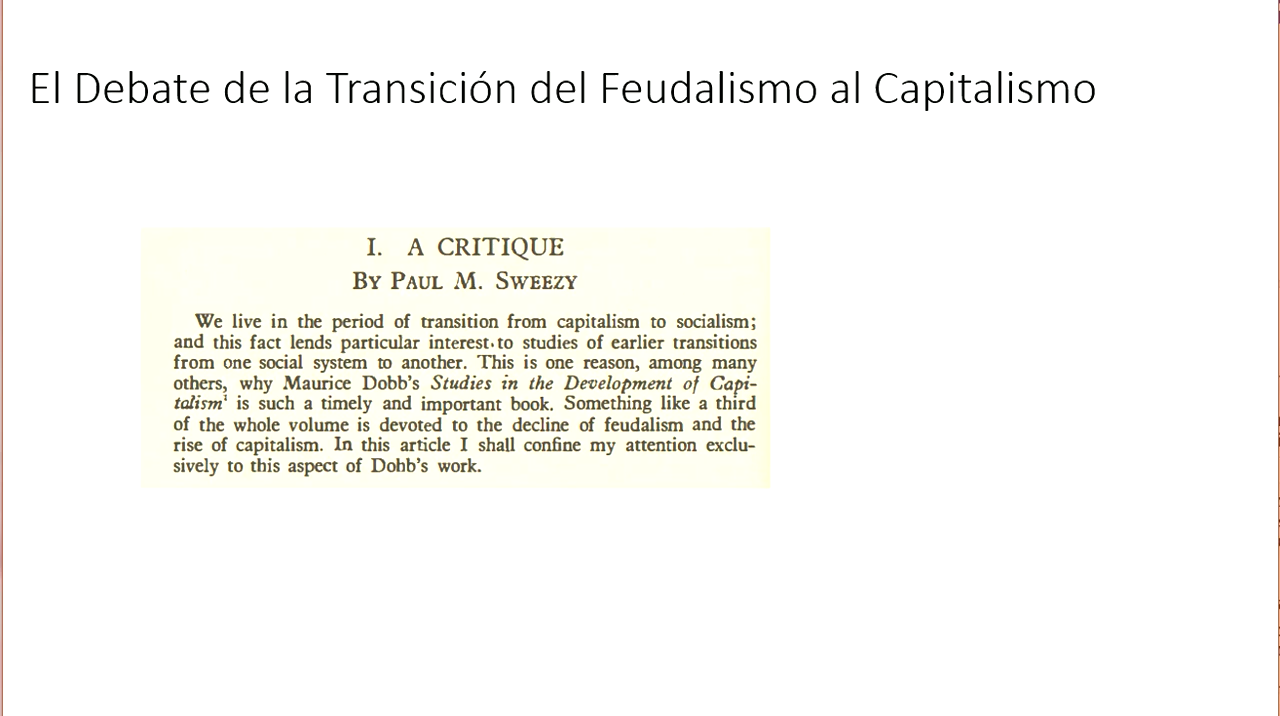 El Debate de la Transición del Feudalismo al Capitalismo
I. A CRITIQUE
By Paul M. Sweezy
We live in the period of transition from capitalism to socialism;
and this fact lends particular interest to studies of earlier transitions
from one social system to another. This is one reason, among many
others, why Maurice Dobb's Studies in the Development of Capi-
talism¹ is such a timely and important book. Something like a third
of the whole volume is devoted to the decline of feudalism and the
rise of capitalism. In this article I shall confine my attention exclu-
sively to this aspect of Dobb's work.